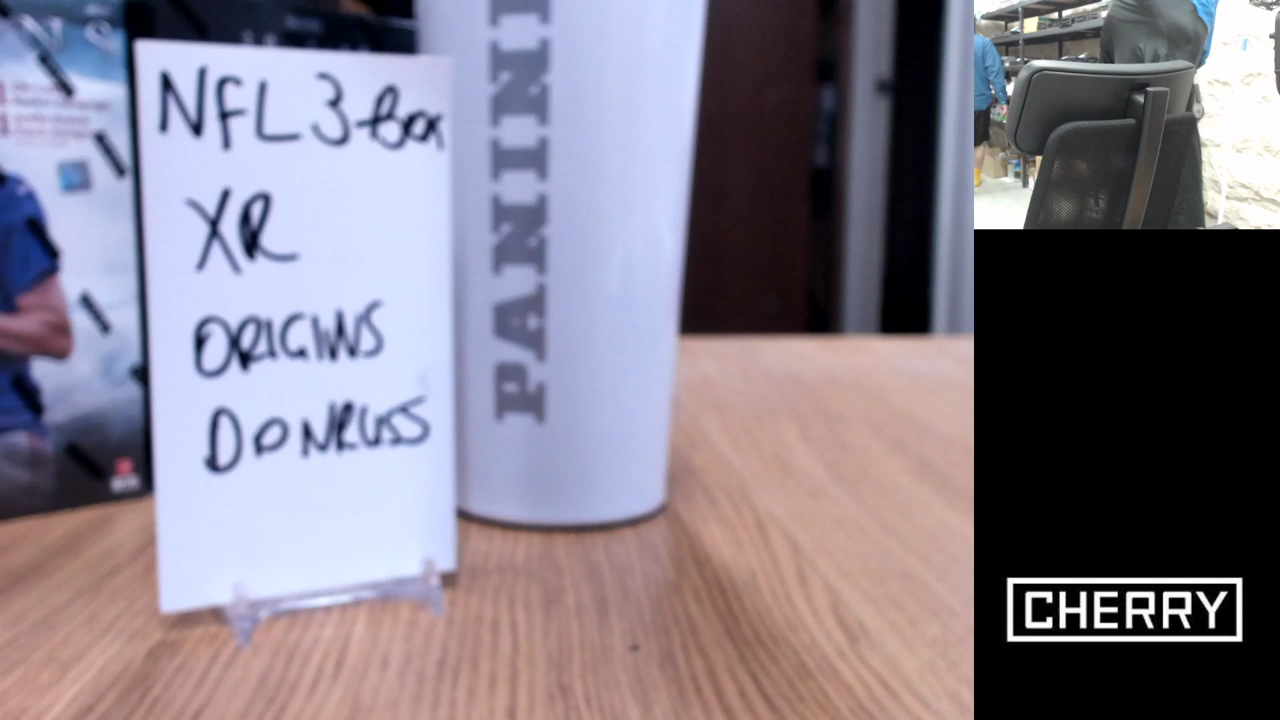 NFL 3-Box
XR
ORIGINS
DONRUSS
PANINI
CHERRY